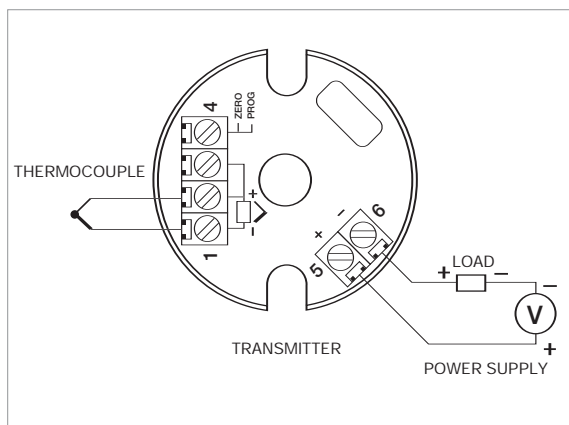 4
ZERO
PROG
THERMOCOUPLE
+
−
1
− 6
+
5
LOAD
+ −
−
V
+
TRANSMITTER
POWER SUPPLY